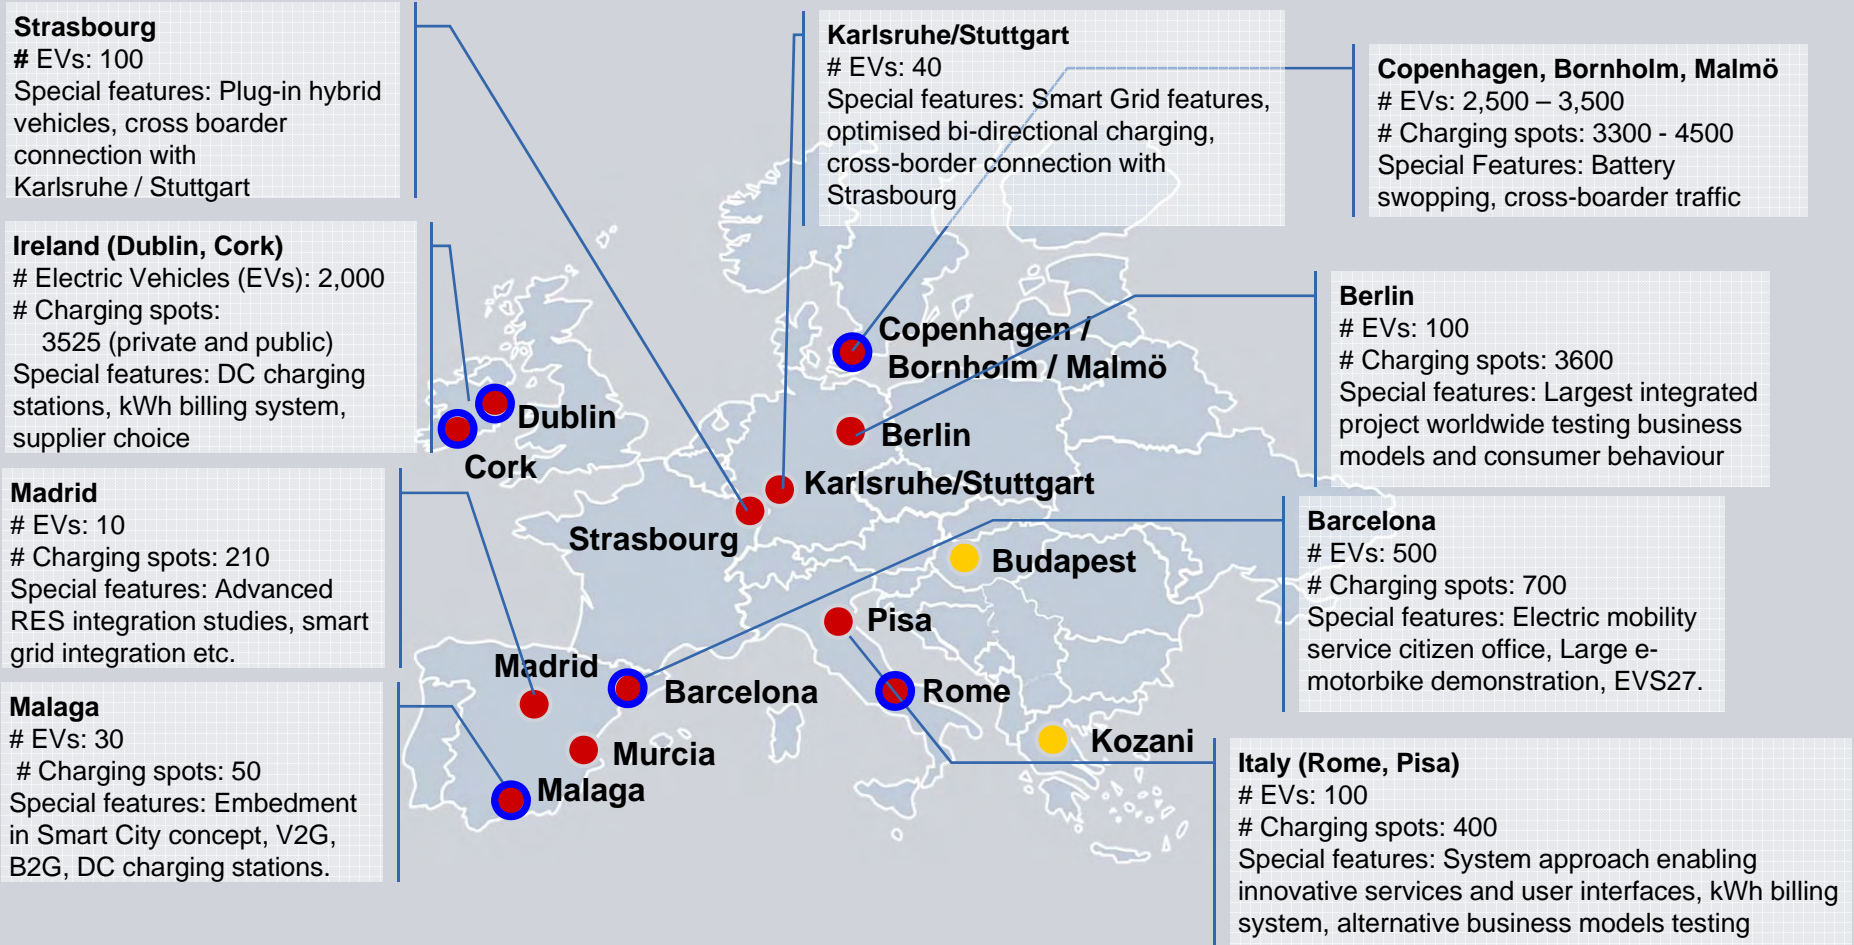 Strasbourg
# EVs: 100
Special features: Plug-in hybrid
vehicles, cross boarder
connection with
Karlsruhe / Stuttgart
Karlsruhe/Stuttgart
# EVs: 40
Special features: Smart Grid features,
optimised bi-directional charging,
cross-border connection with
Strasbourg
Copenhagen, Bornholm, Malmö
# EVs: 2,500 – 3,500
# Charging spots: 3300 - 4500
Special Features: Battery
swopping, cross-boarder traffic
Ireland (Dublin, Cork)
# Electric Vehicles (EVs): 2,000
# Charging spots:
3525 (private and public)
Special features: DC charging
stations, kWh billing system,
supplier choice
Berlin
# EVs: 100
# Charging spots: 3600
Special features: Largest integrated
project worldwide testing business
models and consumer behaviour
Madrid
# EVs: 10
# Charging spots: 210
Special features: Advanced
RES integration studies, smart
grid integration etc.
Barcelona
# EVs: 500
# Charging spots: 700
Special features: Electric mobility
service citizen office, Large e-
motorbike demonstration, EVS27.
Malaga
# EVs: 30
# Charging spots: 50
Special features: Embedment
in Smart City concept, V2G,
B2G, DC charging stations.
Italy (Rome, Pisa)
# EVs: 100
# Charging spots: 400
Special features: System approach enabling
innovative services and user interfaces, kWh billing
system, alternative business models testing
Copenhagen /
Bornholm / Malmö
Dublin
Cork
Berlin
Karlsruhe/Stuttgart
Strasbourg
Budapest
Pisa
Madrid
Barcelona
Rome
Murcia
Kozani
Malaga